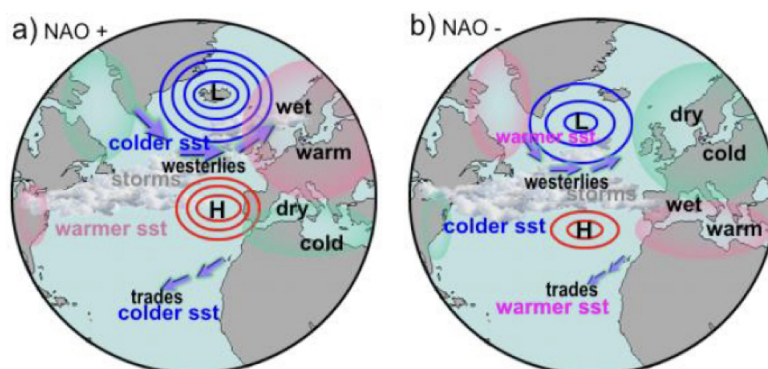 a) NAO +
L
wet
colder sst
warm
westerlies
storms
H
dry
warmer sst
cold
trades
colder sst
b) NAO -
L
dry
warmer sst
cold
westerlies
storms
wet
colder sst
H
warm
trades
warmer sst